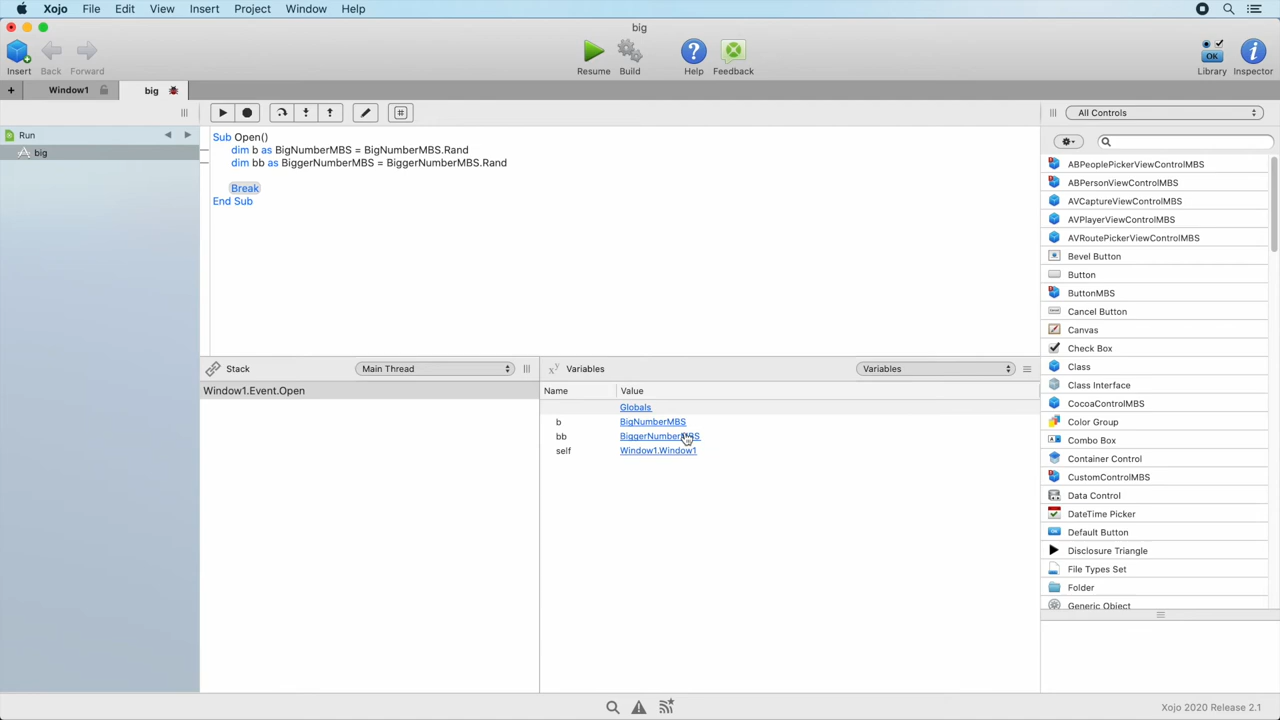 Xojo File Edit View Insert Project Window Help
big
Insert Back Forward Resume Build Help Feedback Library Inspector
+ Window1 big
Run
big
Sub Open()
dim b as BigNumberMBS = BigNumberMBS.Rand
dim bb as BiggerNumberMBS = BiggerNumberMBS.Rand
Break
End Sub
Stack Main Thread
Window1.Event.Open
Variables Variables
Name Value
Globals
b BigNumberMBS
bb BiggerNumberMBS
self Window1.Window1
All Controls
ABPeoplePickerViewControlMBS
ABPersonViewControlMBS
AVCaptureViewControlMBS
AVPlayerViewControlMBS
AVRoutePickerViewControlMBS
Bevel Button
Button
ButtonMBS
Cancel Button
Canvas
Check Box
Class
Class Interface
CocoaControlMBS
Color Group
Combo Box
Container Control
CustomControlMBS
Data Control
DateTime Picker
Default Button
Disclosure Triangle
File Types Set
Folder
Generic Object
Xojo 2020 Release 2.1